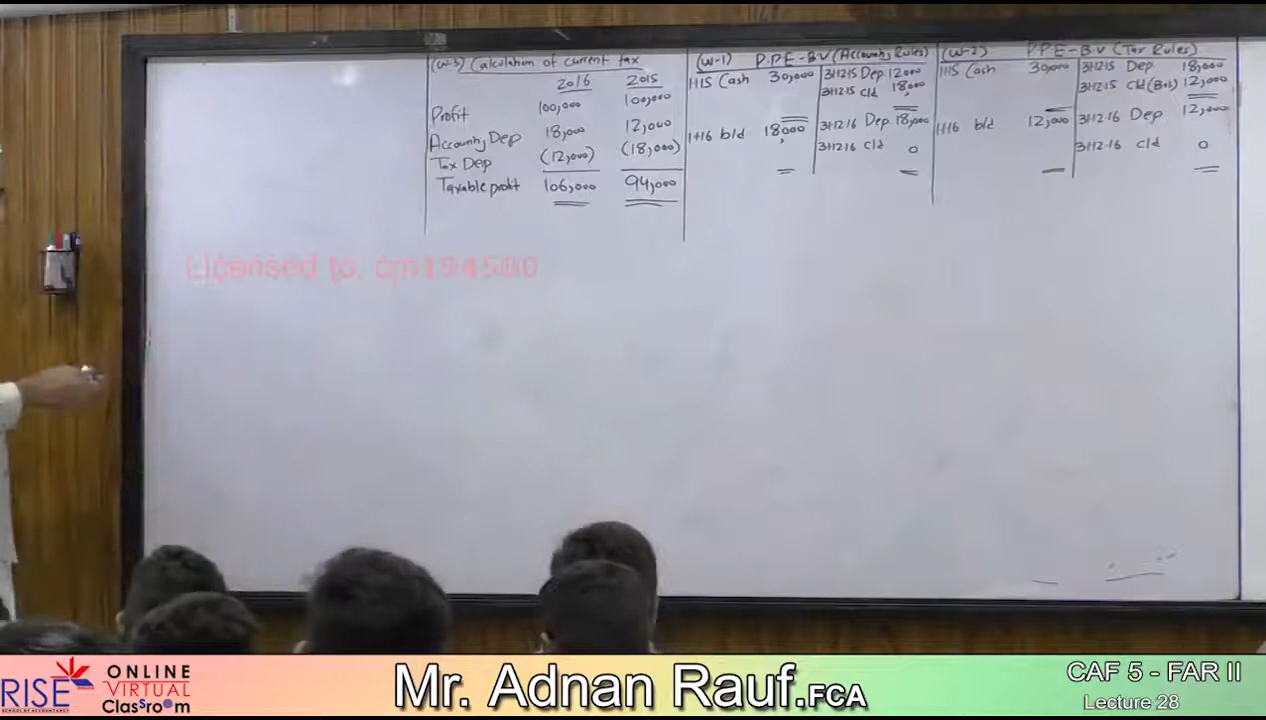 (W-3) Calculation of current tax
2016 2015
Profit 100,000 100,000
Accounting Dep 18,000 12,000
Tax Dep (12,000) (18,000)
Taxable profit 106,000 94,000
(W-1) P.P.E-B.V (Accounting Rules)
1-1-15 Cash 30,000 31-12-15 Dep 12,000
31-12-15 c/d 18,000
1-1-16 b/d 18,000 31-12-16 Dep 18,000
31-12-16 c/d 0
(W-2) P.P.E-B.V (Tax Rules)
1-1-15 Cash 30,000 31-12-15 Dep 18,000
31-12-15 c/d (Bal) 12,000
1-1-16 b/d 12,000 31-12-16 Dep 12,000
31-12-16 c/d 0
Licensed to: crn194500
RISE
SCHOOL OF ACCOUNTANCY
ONLINE
VIRTUAL
Classroom
Mr. Adnan Rauf.FCA
CAF 5 - FAR II
Lecture 28